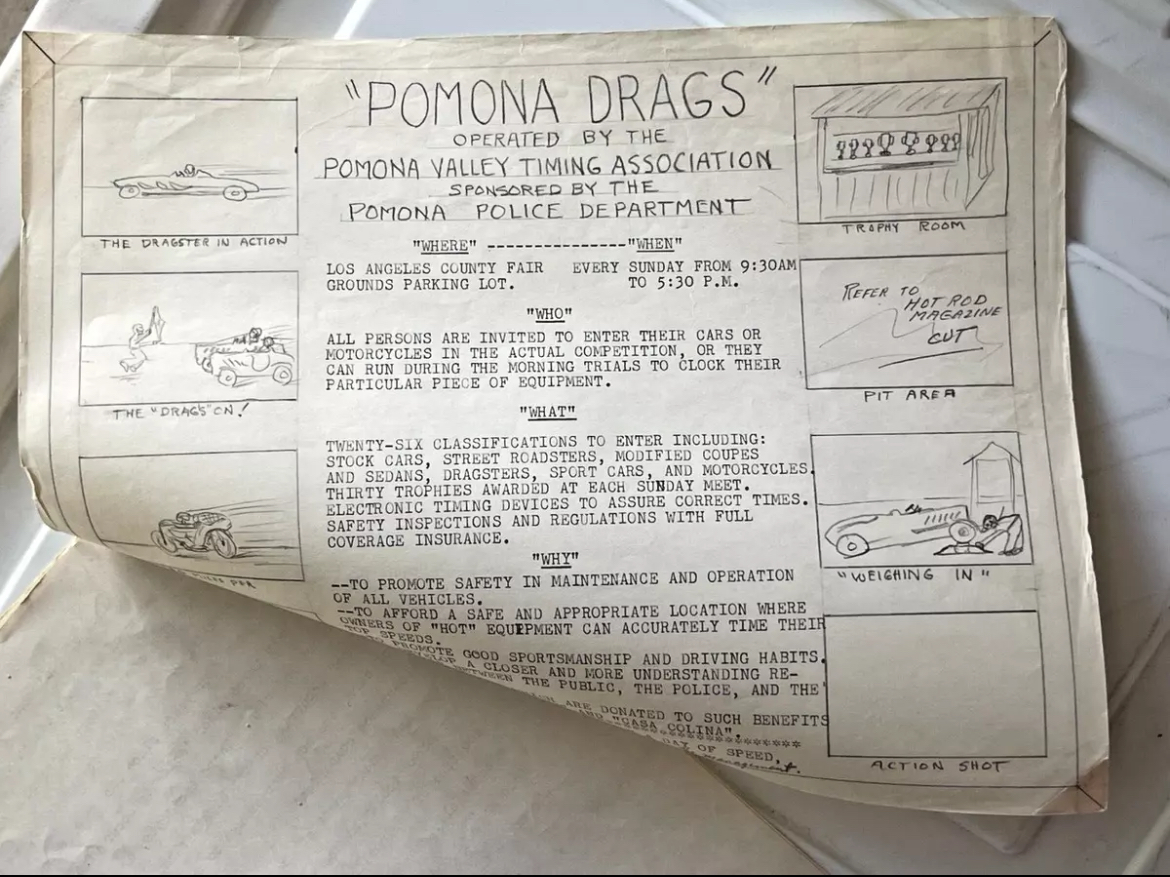 "POMONA DRAGS"
OPERATED BY THE
POMONA VALLEY TIMING ASSOCIATION
SPONSORED BY THE
POMONA POLICE DEPARTMENT
"WHERE" ---------------"WHEN"
LOS ANGELES COUNTY FAIR EVERY SUNDAY FROM 9:30AM
GROUNDS PARKING LOT. TO 5:30 P.M.
"WHO"
ALL PERSONS ARE INVITED TO ENTER THEIR CARS OR
MOTORCYCLES IN THE ACTUAL COMPETITION, OR THEY
CAN RUN DURING THE MORNING TRIALS TO CLOCK THEIR
PARTICULAR PIECE OF EQUIPMENT.
"WHAT"
TWENTY-SIX CLASSIFICATIONS TO ENTER INCLUDING:
STOCK CARS, STREET ROADSTERS, MODIFIED COUPES
AND SEDANS, DRAGSTERS, SPORT CARS, AND MOTORCYCLES.
THIRTY TROPHIES AWARDED AT EACH SUNDAY MEET.
ELECTRONIC TIMING DEVICES TO ASSURE CORRECT TIMES.
SAFETY INSPECTIONS AND REGULATIONS WITH FULL
COVERAGE INSURANCE.
"WHY"
--TO PROMOTE SAFETY IN MAINTENANCE AND OPERATION
OF ALL VEHICLES.
--TO AFFORD A SAFE AND APPROPRIATE LOCATION WHERE
OWNERS OF "HOT" EQUIPMENT CAN ACCURATELY TIME THEIR
TOP SPEEDS.
PROMOTE GOOD SPORTSMANSHIP AND DRIVING HABITS.
A CLOSER AND MORE UNDERSTANDING RE-
BETWEEN THE PUBLIC, THE POLICE, AND THE
ARE DONATED TO SUCH BENEFITS
AND "CASA COLINA".
DAY OF SPEED,
management.
THE DRAGSTER IN ACTION
THE "DRAG'S" ON!
TROPHY ROOM
REFER TO
HOT ROD
MAGAZINE
CUT
PIT AREA
"WEIGHING IN"
ACTION SHOT